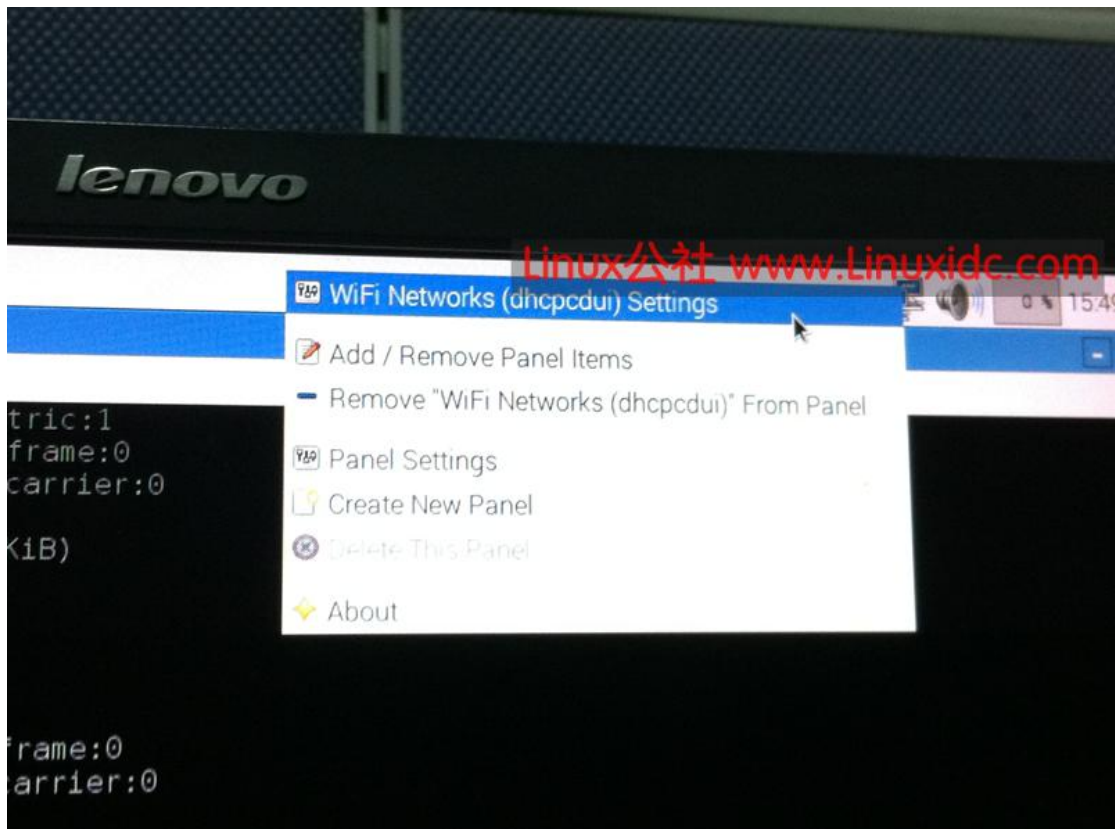 lenovo
Linux公社 www.Linuxidc.com
WiFi Networks (dhcpcdui) Settings
0 %
15:49
Add / Remove Panel Items
Remove "WiFi Networks (dhcpcdui)" From Panel
Panel Settings
Create New Panel
Delete This Panel
About
tric:1
frame:0
carrier:0
KiB)
frame:0
carrier:0